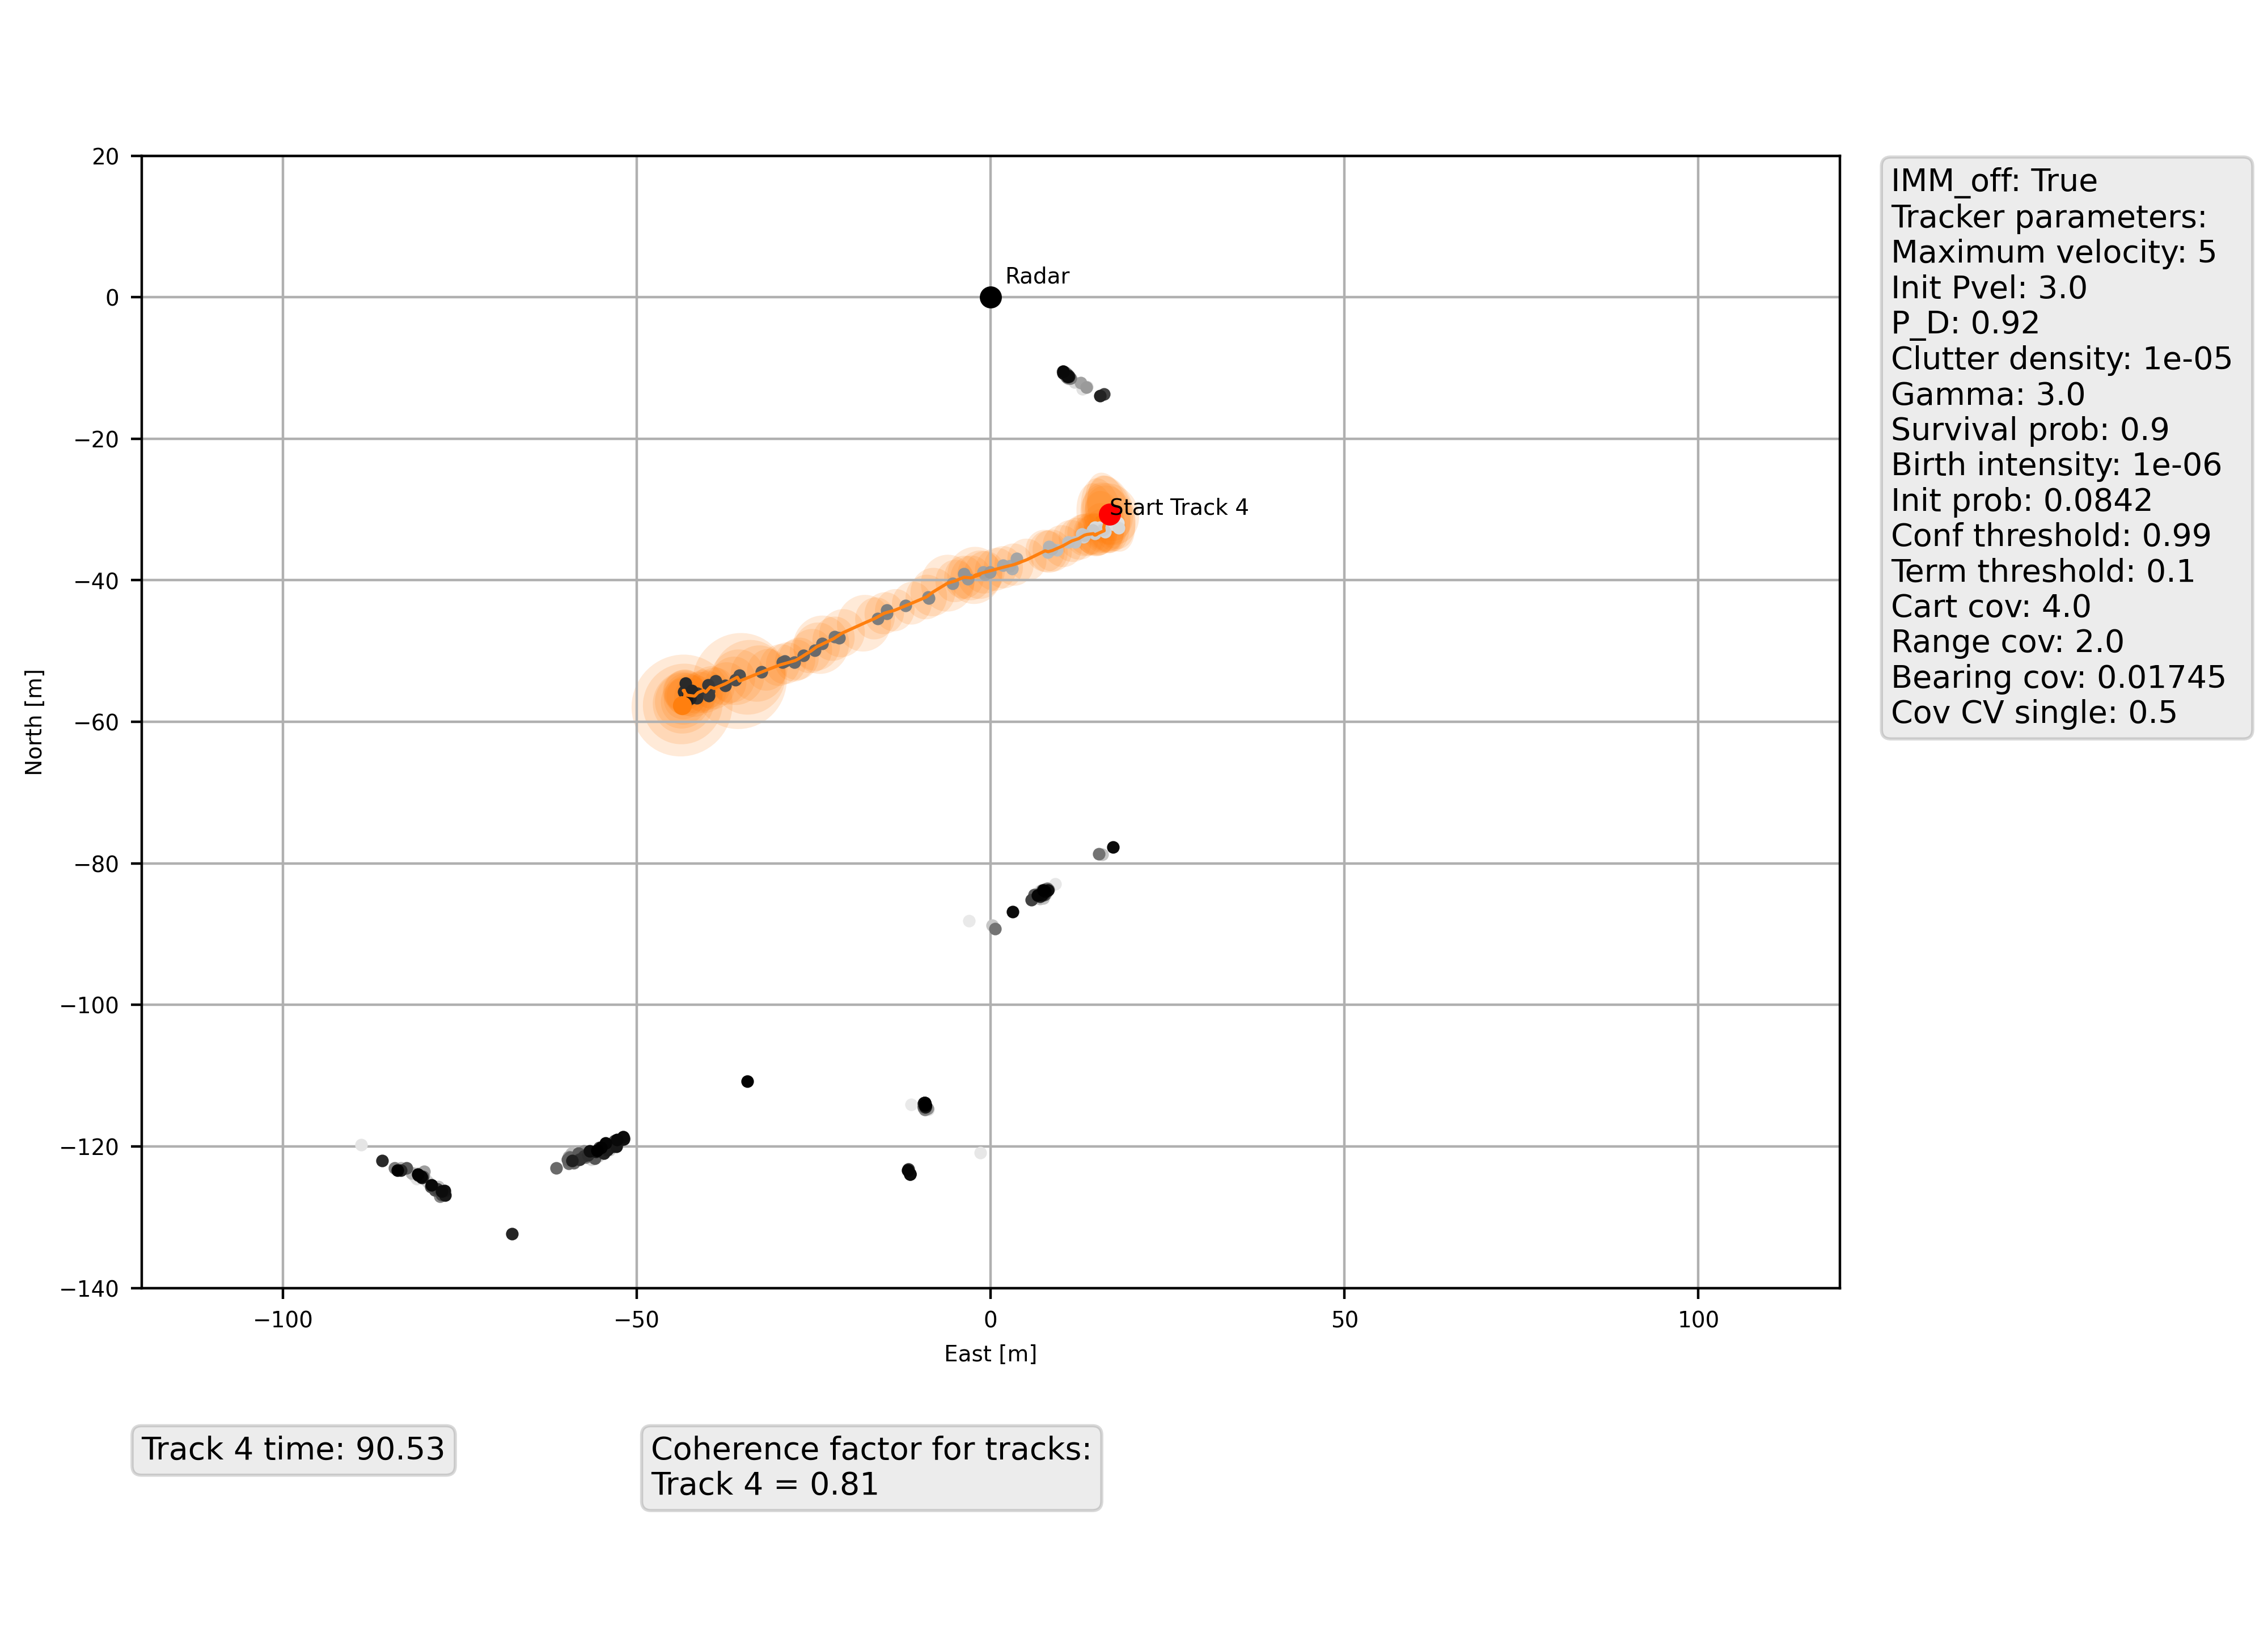 20
0
−20
−40
−60
−80
−100
−120
−140
North [m]
−100
−50
0
50
100
East [m]
Radar
Start Track 4
IMM_off: True
Tracker parameters:
Maximum velocity: 5
Init Pvel: 3.0
P_D: 0.92
Clutter density: 1e-05
Gamma: 3.0
Survival prob: 0.9
Birth intensity: 1e-06
Init prob: 0.0842
Conf threshold: 0.99
Term threshold: 0.1
Cart cov: 4.0
Range cov: 2.0
Bearing cov: 0.01745
Cov CV single: 0.5
Track 4 time: 90.53
Coherence factor for tracks:
Track 4 = 0.81